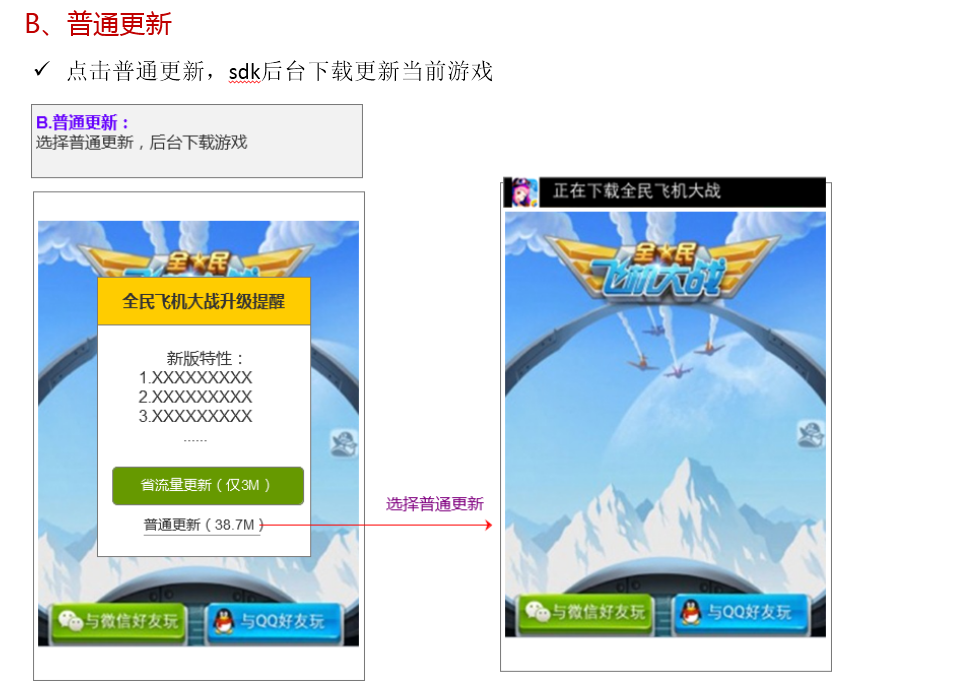 B、普通更新
✓ 点击普通更新，sdk后台下载更新当前游戏
B.普通更新：
选择普通更新，后台下载游戏
全民
飞机大战
全民飞机大战升级提醒
新版特性：
1.XXXXXXXXX
2.XXXXXXXXX
3.XXXXXXXXX
......
省流量更新（仅3M）
普通更新（38.7M）
与微信好友玩
与QQ好友玩
选择普通更新
正在下载全民飞机大战
全民
飞机大战
与微信好友玩
与QQ好友玩